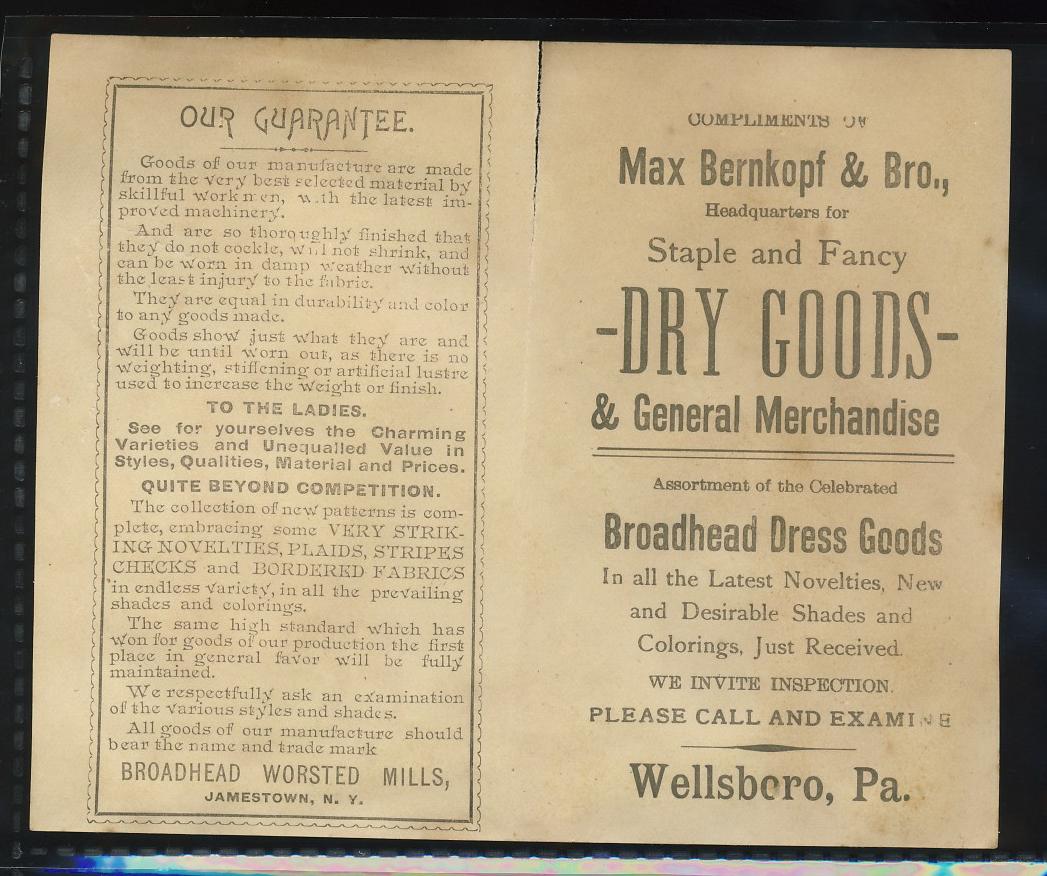 OUR GUARANTEE.
Goods of our manufacture are made
from the very best selected material by
skillful workmen, with the latest im-
proved machinery.
And are so thoroughly finished that
they do not cockle, will not shrink, and
can be worn in damp weather without
the least injury to the fabric.
They are equal in durability and color
to any goods made.
Goods show just what they are and
will be until worn out, as there is no
weighting, stiffening or artificial lustre
used to increase the weight or finish.
TO THE LADIES.
See for yourselves the Charming
Varieties and Unequalled Value in
Styles, Qualities, Material and Prices.
QUITE BEYOND COMPETITION.
The collection of new patterns is com-
plete, embracing some VERY STRIK-
ING NOVELTIES, PLAIDS, STRIPES
CHECKS and BORDERED FABRICS
in endless variety, in all the prevailing
shades and colorings.
The same high standard which has
won for goods of our production the first
place in general favor will be fully
maintained.
We respectfully ask an examination
of the various styles and shades.
All goods of our manufacture should
bear the name and trade mark
BROADHEAD WORSTED MILLS,
JAMESTOWN, N. Y.
COMPLIMENTS OF
Max Bernkopf & Bro.,
Headquarters for
Staple and Fancy
-DRY GOODS-
& General Merchandise
Assortment of the Celebrated
Broadhead Dress Goods
In all the Latest Novelties, New
and Desirable Shades and
Colorings, Just Received.
WE INVITE INSPECTION.
PLEASE CALL AND EXAMINE
Wellsboro, Pa.